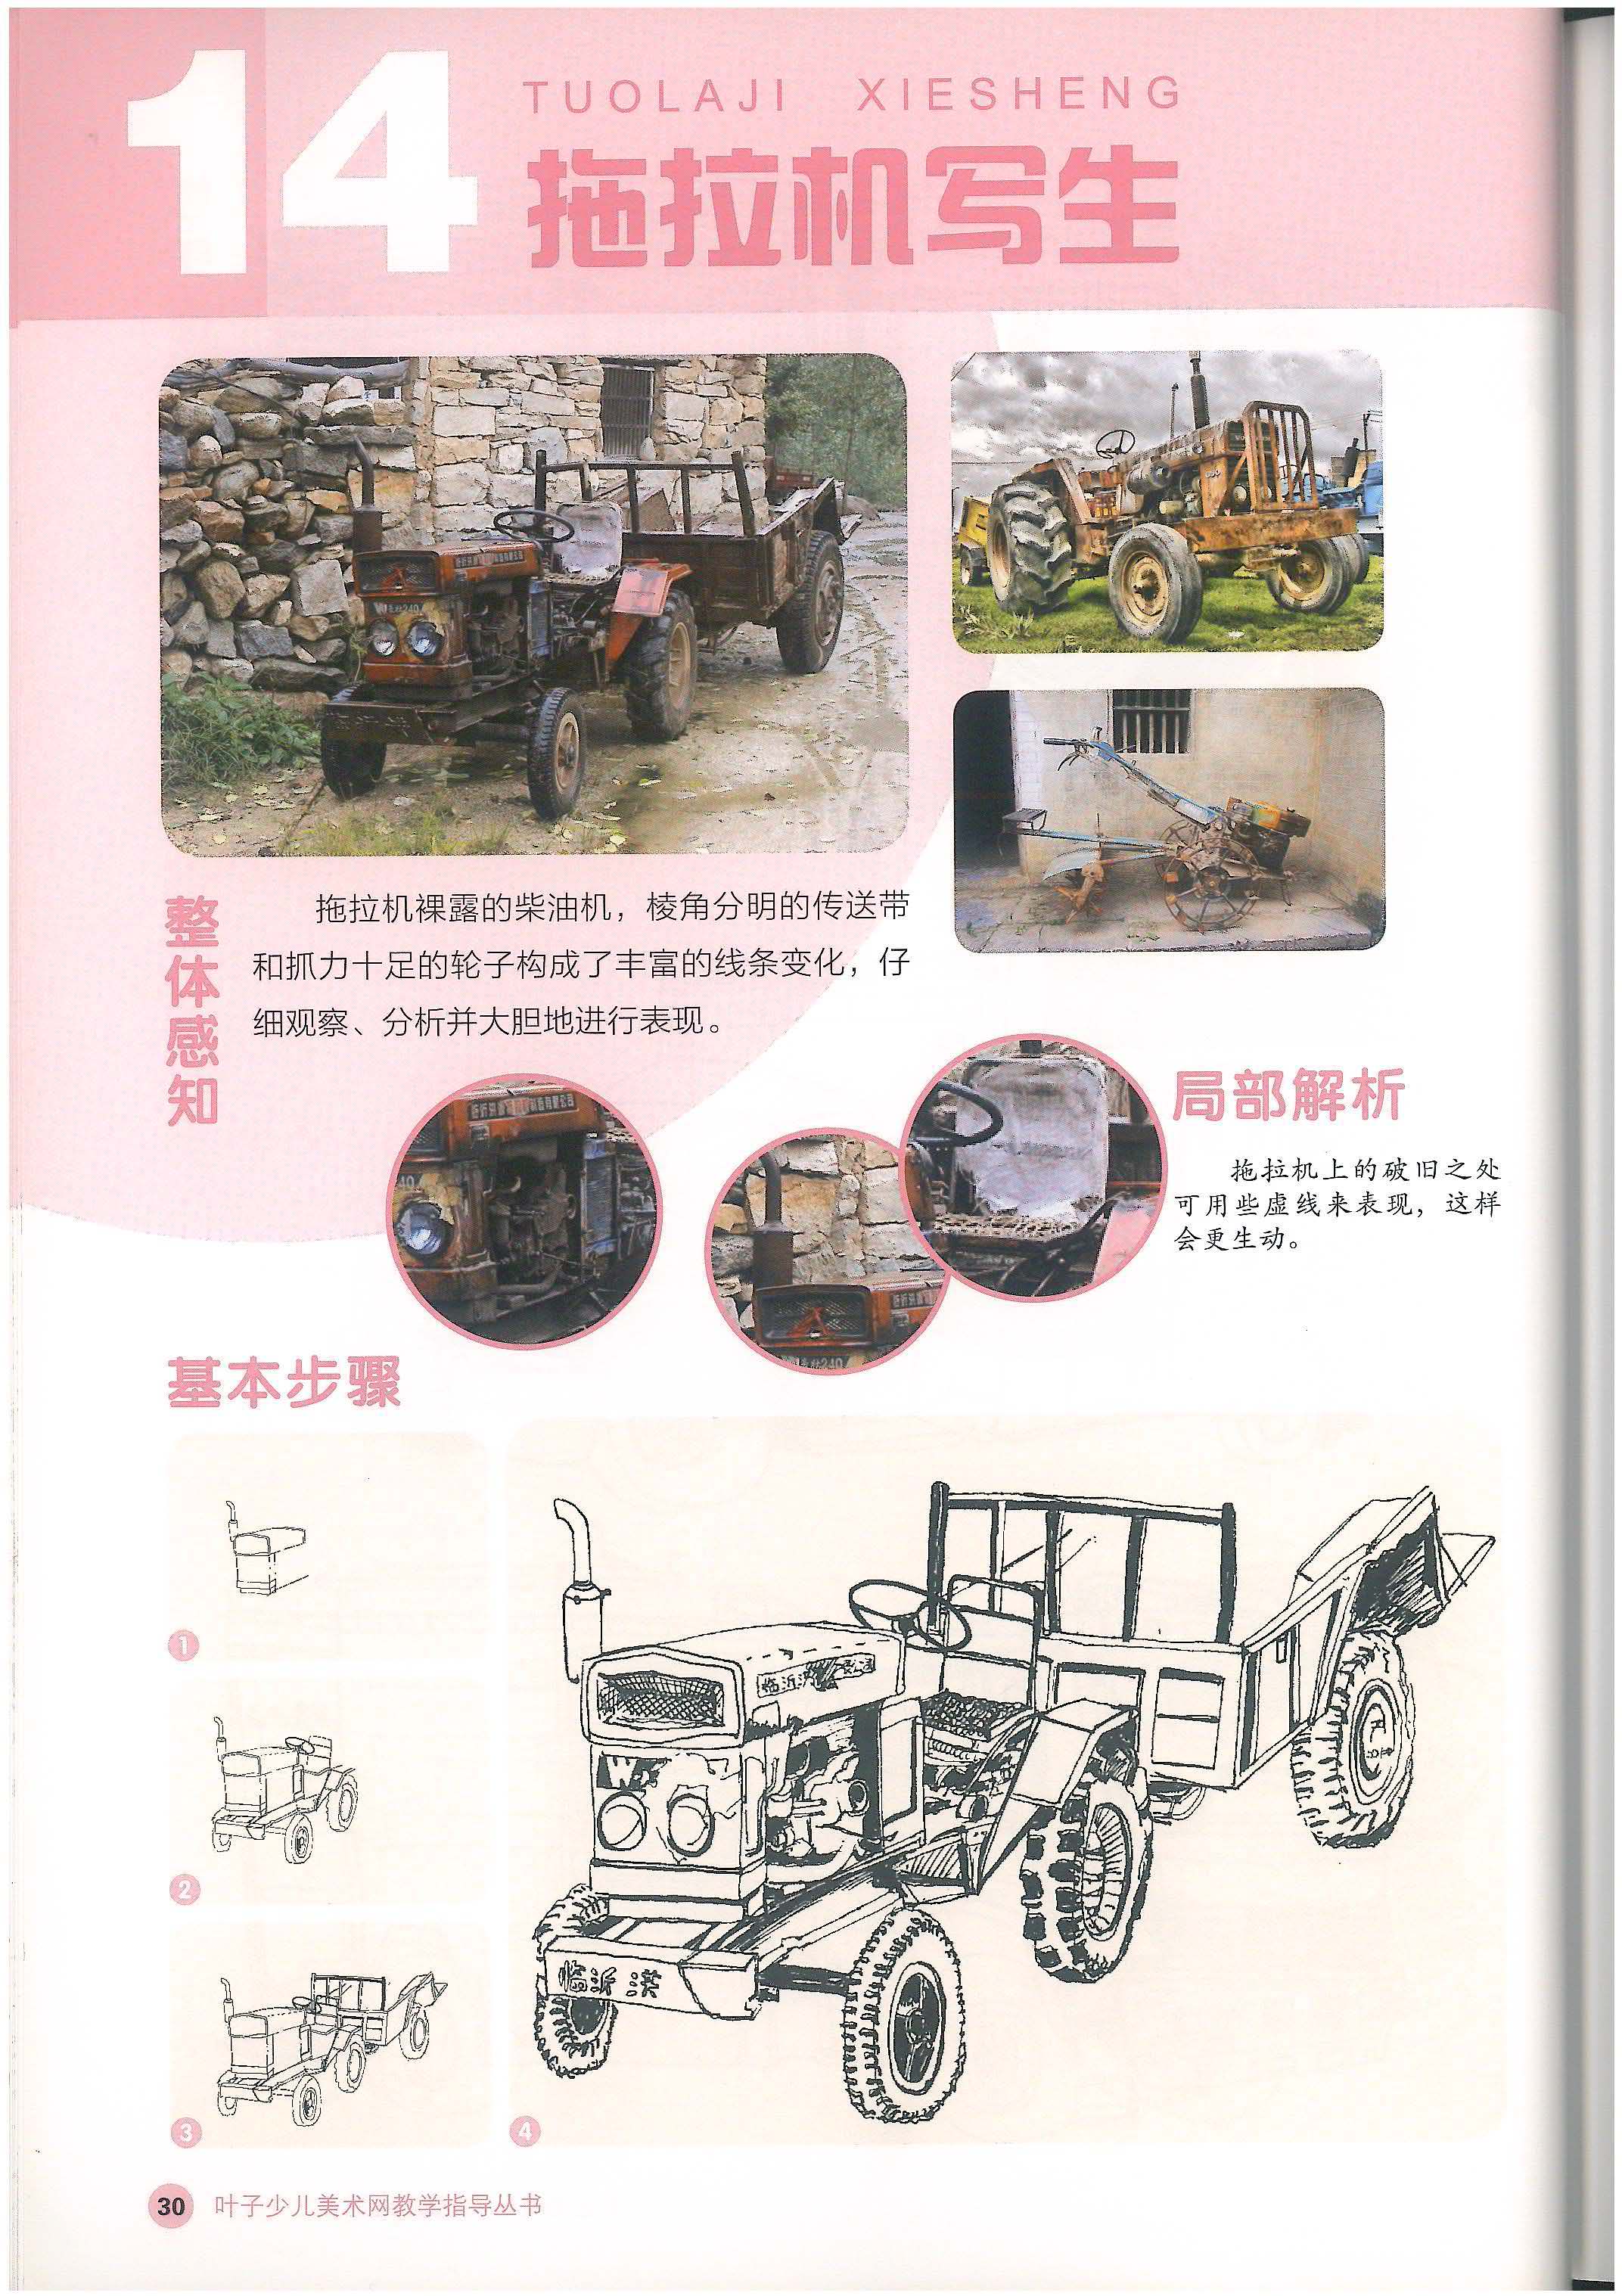 14
TUOLAJI XIESHENG
拖拉机写生
整体感知
拖拉机裸露的柴油机，棱角分明的传送带
和抓力十足的轮子构成了丰富的线条变化，仔
细观察、分析并大胆地进行表现。
局部解析
拖拉机上的破旧之处
可用些虚线来表现，这样
会更生动。
基本步骤
1
2
3
4
临沂洪
30 叶子少儿美术网教学指导丛书